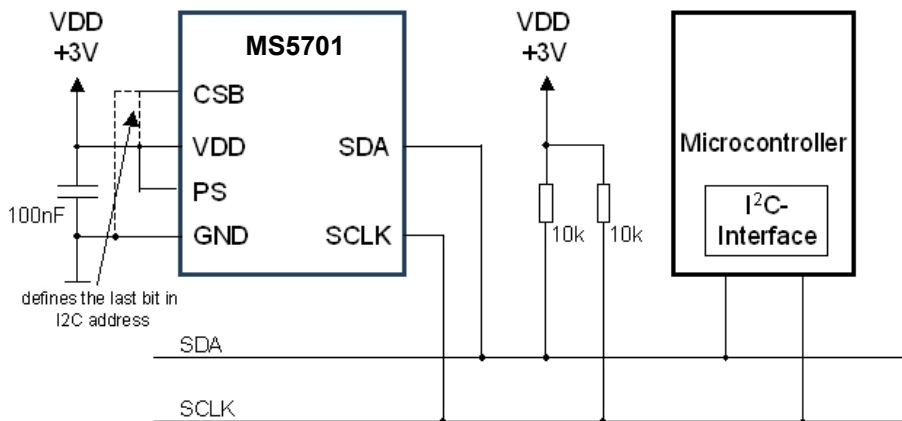 VDD
+3V
MS5701
CSB
VDD
PS
GND
SDA
SCLK
100nF
defines the last bit in
I2C address
VDD
+3V
10k
10k
Microcontroller
I²C-
Interface
SDA
SCLK